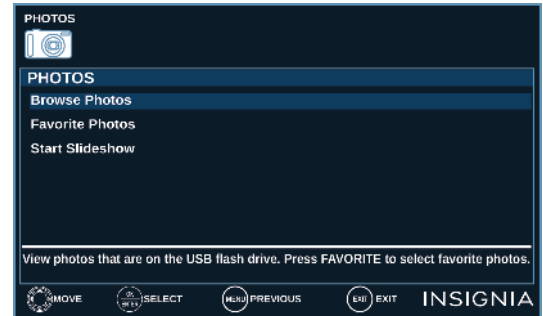 PHOTOS
PHOTOS
Browse Photos
Favorite Photos
Start Slideshow
View photos that are on the USB flash drive. Press FAVORITE to select favorite photos.
MOVE OK ENTER SELECT MENU PREVIOUS EXIT EXIT INSIGNIA